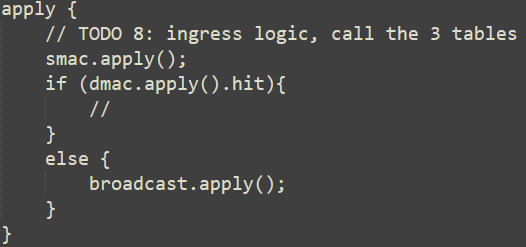 apply {
    // TODO 8: ingress logic, call the 3 tables
    smac.apply();
    if (dmac.apply().hit){
        //
    }
    else {
        broadcast.apply();
    }
}